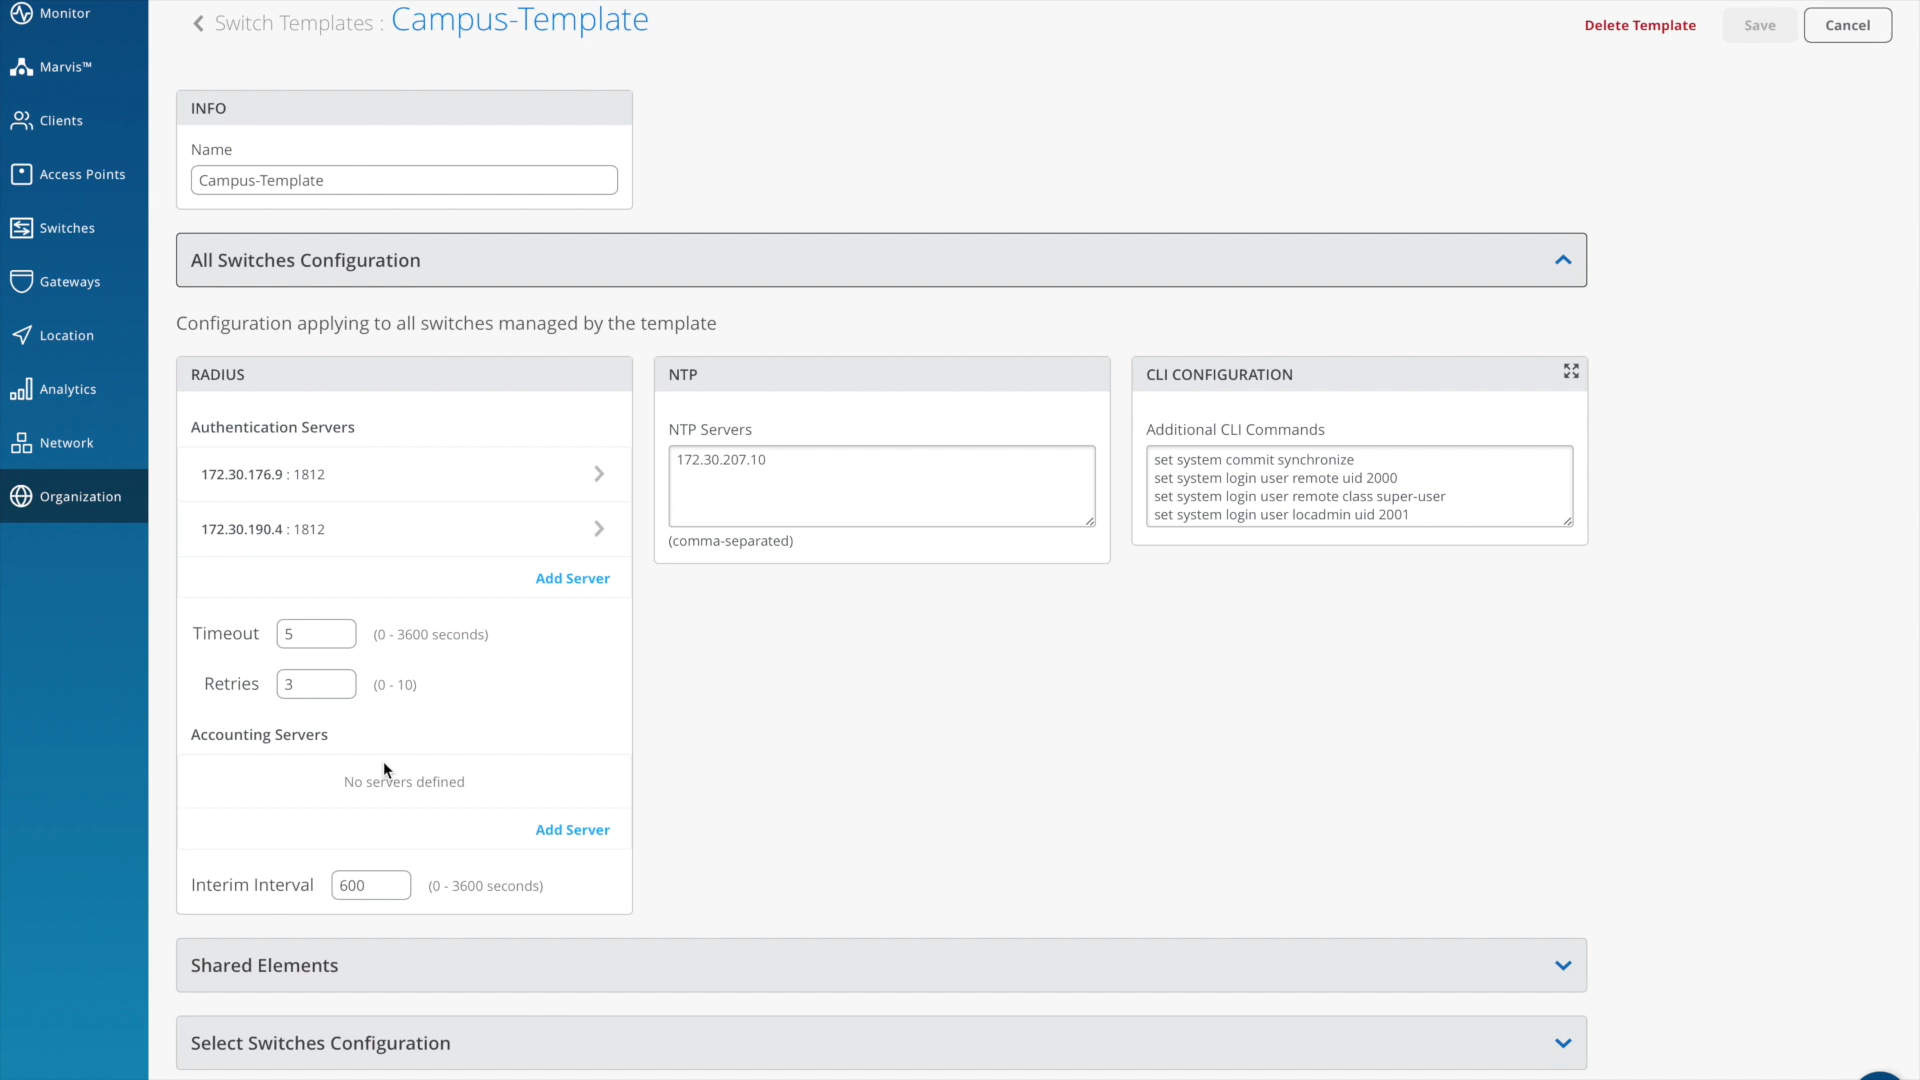 Monitor
Marvis™
Clients
Access Points
Switches
Gateways
Location
Analytics
Network
Organization
Switch Templates : Campus-Template
Delete Template
Save
Cancel
INFO
Name
Campus-Template
All Switches Configuration
Configuration applying to all switches managed by the template
RADIUS
Authentication Servers
172.30.176.9 : 1812
172.30.190.4 : 1812
Add Server
Timeout 5 (0 - 3600 seconds)
Retries 3 (0 - 10)
Accounting Servers
No servers defined
Add Server
Interim Interval 600 (0 - 3600 seconds)
NTP
NTP Servers
172.30.207.10
(comma-separated)
CLI CONFIGURATION
Additional CLI Commands
set system commit synchronize
set system login user remote uid 2000
set system login user remote class super-user
set system login user locadmin uid 2001
Shared Elements
Select Switches Configuration